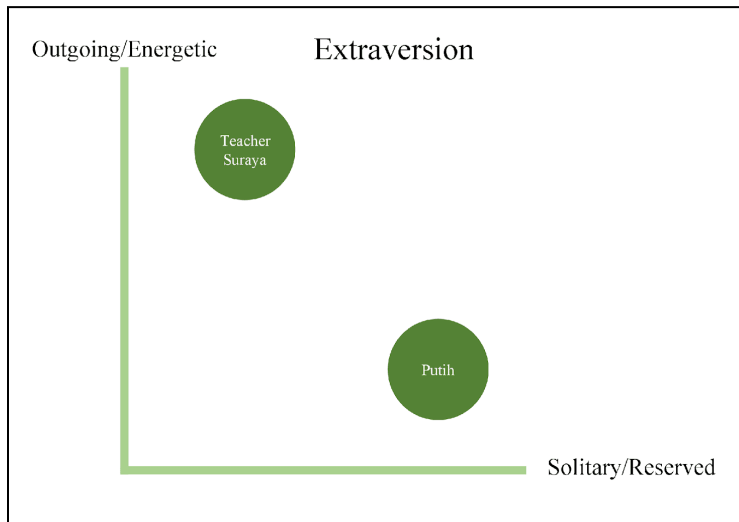 Outgoing/Energetic
Extraversion
Teacher
Suraya
Putih
Solitary/Reserved